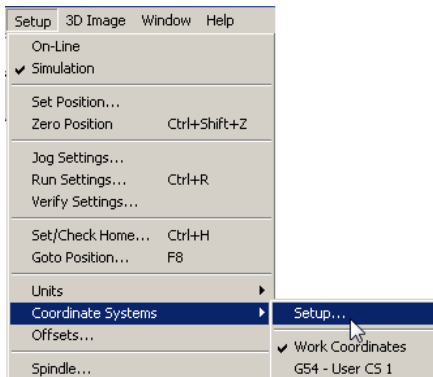 Setup 3D Image Window Help
On-Line
Simulation
Set Position...
Zero Position Ctrl+Shift+Z
Jog Settings...
Run Settings... Ctrl+R
Verify Settings...
Set/Check Home... Ctrl+H
Goto Position... F8
Units
Coordinate Systems
Setup...
Offsets...
Work Coordinates
Spindle...
G54 - User CS 1